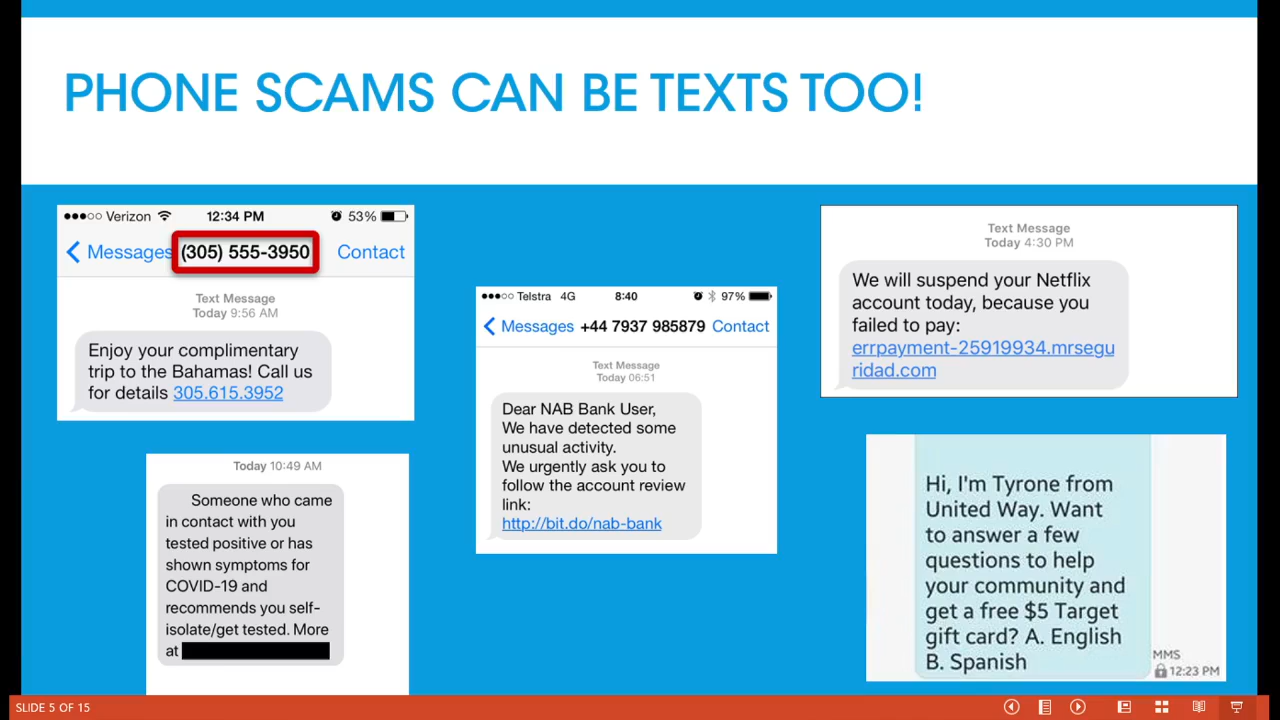 PHONE SCAMS CAN BE TEXTS TOO!
Verizon 12:34 PM 53%
Messages (305) 555-3950 Contact
Text Message
Today 9:56 AM
Enjoy your complimentary
trip to the Bahamas! Call us
for details 305.615.3952
Today 10:49 AM
Someone who came
in contact with you
tested positive or has
shown symptoms for
COVID-19 and
recommends you self-
isolate/get tested. More
at
Telstra 4G 8:40 97%
Messages +44 7937 985879 Contact
Text Message
Today 06:51
Dear NAB Bank User,
We have detected some
unusual activity.
We urgently ask you to
follow the account review
link:
http://bit.do/nab-bank
Text Message
Today 4:30 PM
We will suspend your Netflix
account today, because you
failed to pay:
errpayment-25919934.mrsegu
ridad.com
Hi, I'm Tyrone from
United Way. Want
to answer a few
questions to help
your community and
get a free $5 Target
gift card? A. English
B. Spanish
MMS
12:23 PM
SLIDE 5 OF 15